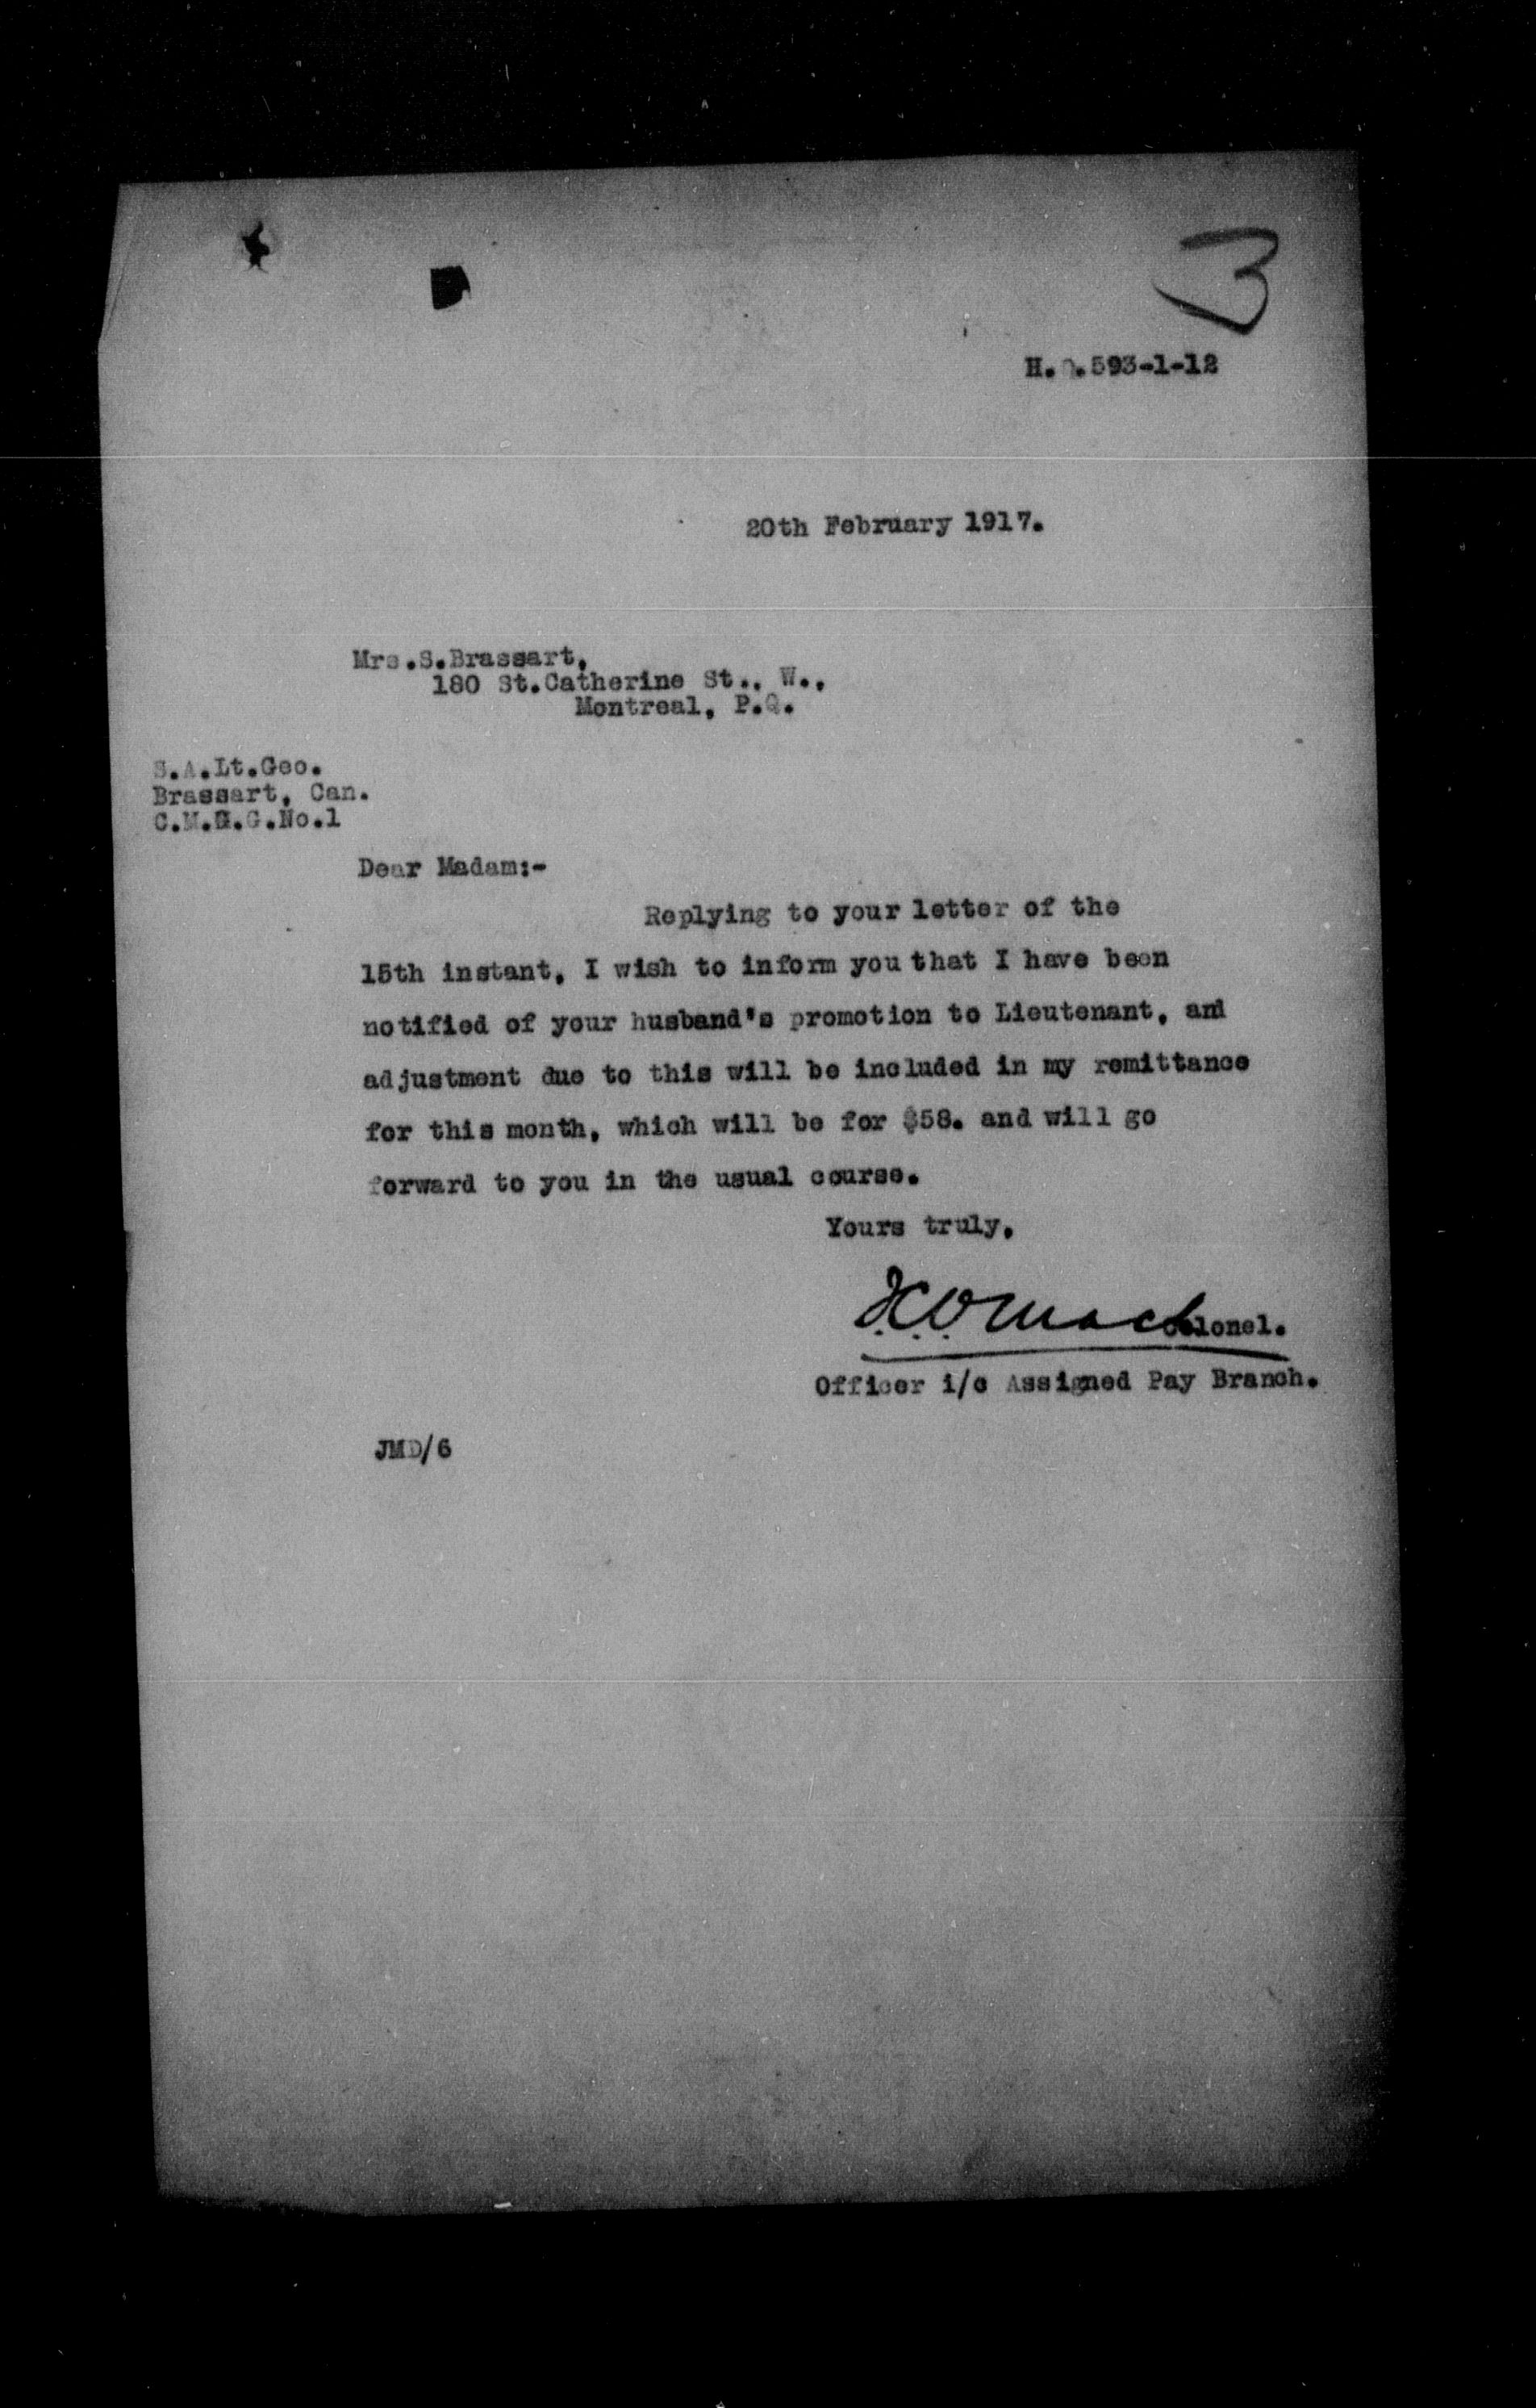 3
H.Q.593-1-12
20th February 1917.
Mrs.S.Brassart,
180 St.Catherine St., W.,
Montreal, P.Q.
S.A.Lt.Geo.
Brassart, Can.
C.M.G.G.No.1
Dear Madam:-
Replying to your letter of the
15th instant, I wish to inform you that I have been
notified of your husband's promotion to Lieutenant, and
adjustment due to this will be included in my remittance
for this month, which will be for $58. and will go
forward to you in the usual course.
Yours truly,
Colonel.
Officer i/c Assigned Pay Branch.
JMD/6